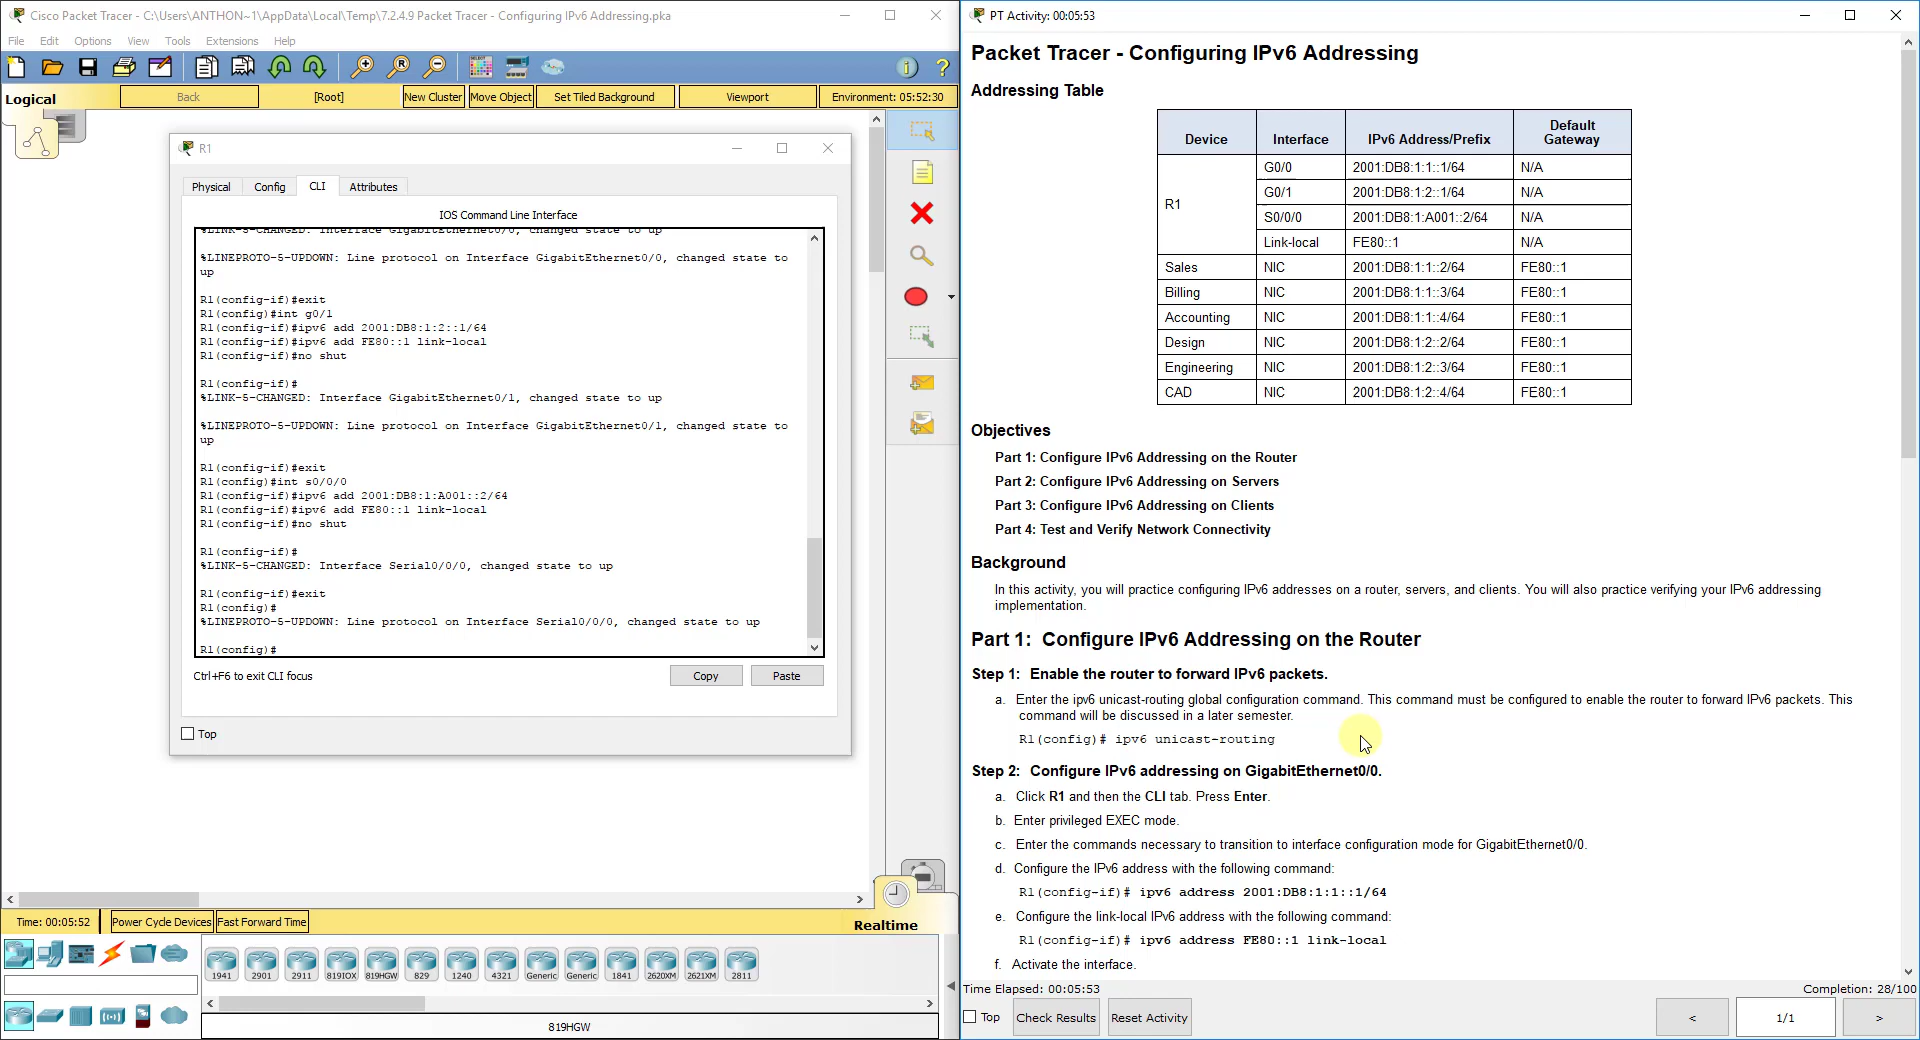 Cisco Packet Tracer - C:\Users\ANTHON~1\AppData\Local\Temp\7.2.4.9 Packet Tracer - Configuring IPv6 Addressing.pka
File Edit Options View Tools Extensions Help
Logical
Back
[Root]
New Cluster
Move Object
Set Tiled Background
Viewport
Environment: 05:52:30
R1
Physical Config CLI Attributes
IOS Command Line Interface
%LINK-5-CHANGED: Interface GigabitEthernet0/0, changed state to up
%LINEPROTO-5-UPDOWN: Line protocol on Interface GigabitEthernet0/0, changed state to
up
R1(config-if)#exit
R1(config)#int g0/1
R1(config-if)#ipv6 add 2001:DB8:1:2::1/64
R1(config-if)#ipv6 add FE80::1 link-local
R1(config-if)#no shut
R1(config-if)#
%LINK-5-CHANGED: Interface GigabitEthernet0/1, changed state to up
%LINEPROTO-5-UPDOWN: Line protocol on Interface GigabitEthernet0/1, changed state to
up
R1(config-if)#exit
R1(config)#int s0/0/0
R1(config-if)#ipv6 add 2001:DB8:1:A001::2/64
R1(config-if)#ipv6 add FE80::1 link-local
R1(config-if)#no shut
R1(config-if)#
%LINK-5-CHANGED: Interface Serial0/0/0, changed state to up
R1(config-if)#exit
R1(config)#
%LINEPROTO-5-UPDOWN: Line protocol on Interface Serial0/0/0, changed state to up
R1(config)#
Ctrl+F6 to exit CLI focus
Copy
Paste
Top
Time: 00:05:52
Power Cycle Devices
Fast Forward Time
Realtime
1941 2901 2911 819IOX 819HGW 829 1240 4321 Generic Generic 1841 2620XM 2621XM 2811
819HGW
PT Activity: 00:05:53
Packet Tracer - Configuring IPv6 Addressing
Addressing Table
Device Interface IPv6 Address/Prefix Default Gateway
R1 G0/0 2001:DB8:1:1::1/64 N/A
G0/1 2001:DB8:1:2::1/64 N/A
S0/0/0 2001:DB8:1:A001::2/64 N/A
Link-local FE80::1 N/A
Sales NIC 2001:DB8:1:1::2/64 FE80::1
Billing NIC 2001:DB8:1:1::3/64 FE80::1
Accounting NIC 2001:DB8:1:1::4/64 FE80::1
Design NIC 2001:DB8:1:2::2/64 FE80::1
Engineering NIC 2001:DB8:1:2::3/64 FE80::1
CAD NIC 2001:DB8:1:2::4/64 FE80::1
Objectives
Part 1: Configure IPv6 Addressing on the Router
Part 2: Configure IPv6 Addressing on Servers
Part 3: Configure IPv6 Addressing on Clients
Part 4: Test and Verify Network Connectivity
Background
In this activity, you will practice configuring IPv6 addresses on a router, servers, and clients. You will also practice verifying your IPv6 addressing
implementation.
Part 1: Configure IPv6 Addressing on the Router
Step 1: Enable the router to forward IPv6 packets.
a. Enter the ipv6 unicast-routing global configuration command. This command must be configured to enable the router to forward IPv6 packets. This
command will be discussed in a later semester.
R1(config)# ipv6 unicast-routing
Step 2: Configure IPv6 addressing on GigabitEthernet0/0.
a. Click R1 and then the CLI tab. Press Enter.
b. Enter privileged EXEC mode.
c. Enter the commands necessary to transition to interface configuration mode for GigabitEthernet0/0.
d. Configure the IPv6 address with the following command:
R1(config-if)# ipv6 address 2001:DB8:1:1::1/64
e. Configure the link-local IPv6 address with the following command:
R1(config-if)# ipv6 address FE80::1 link-local
f. Activate the interface.
Time Elapsed: 00:05:53
Completion: 28/100
Top
Check Results
Reset Activity
<
1/1
>